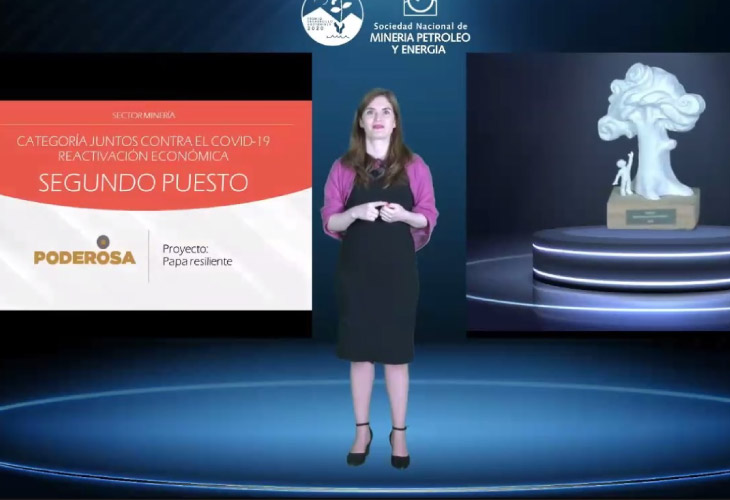 Sociedad Nacional de
MINERIA PETROLEO
Y ENERGIA
SECTOR MINERÍA
CATEGORÍA JUNTOS CONTRA EL COVID-19
REACTIVACIÓN ECONÓMICA
SEGUNDO PUESTO
PODEROSA
Proyecto:
Papa resiliente